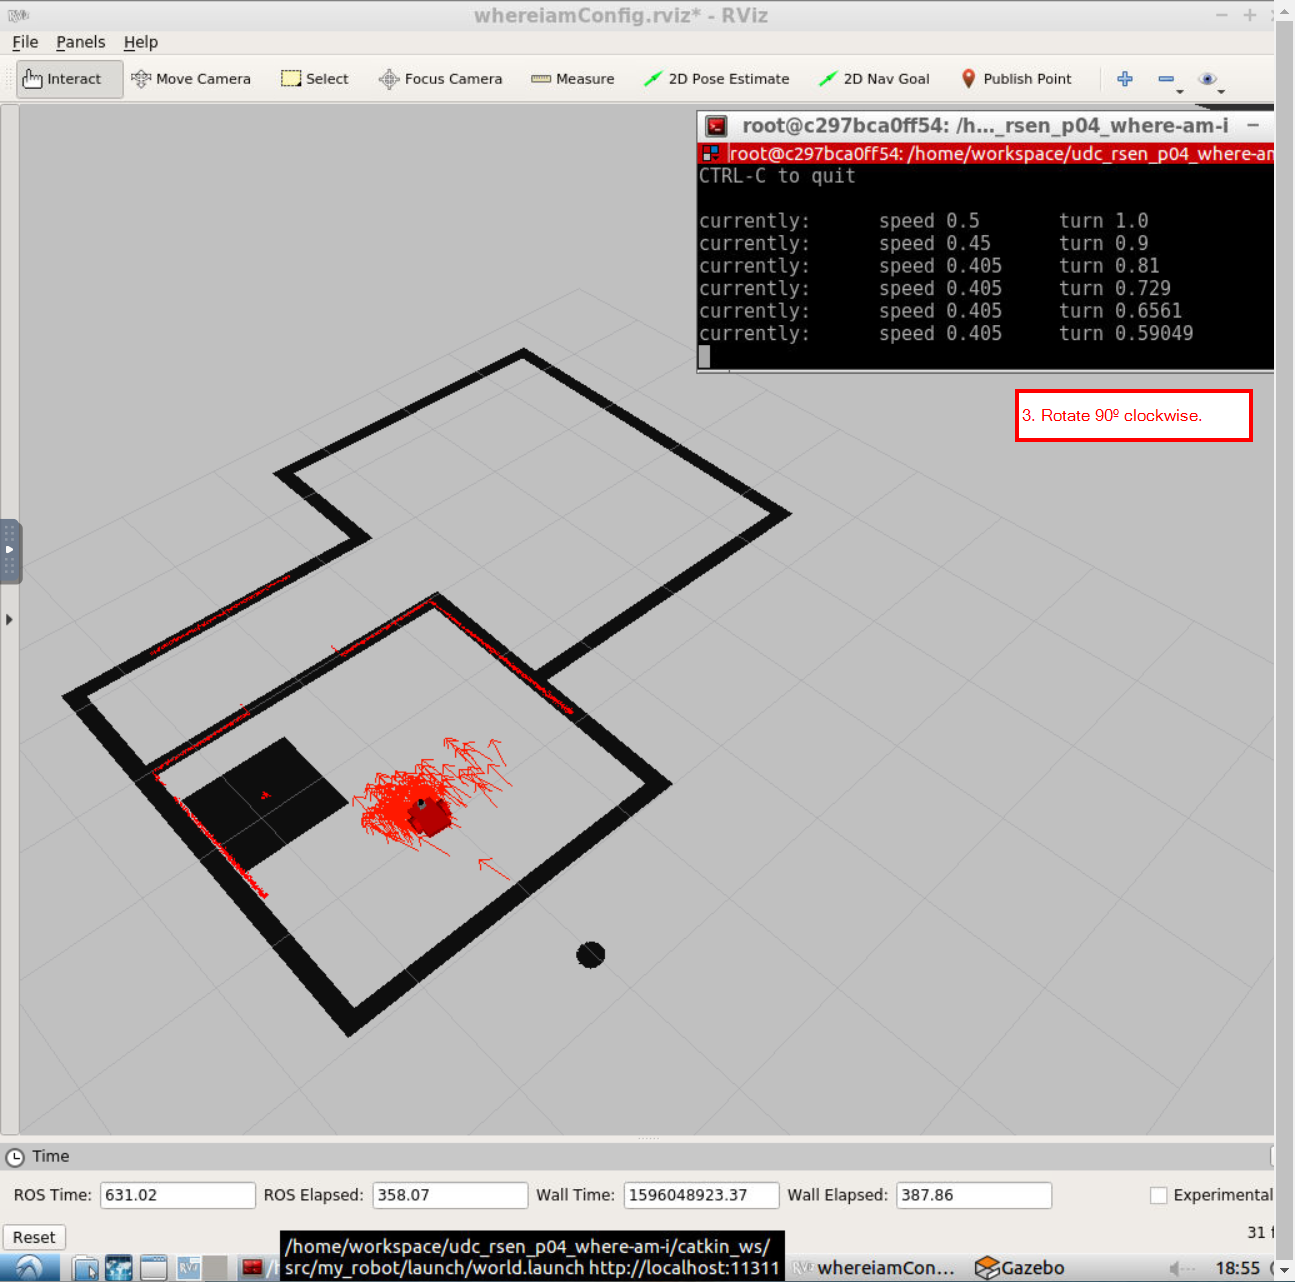 whereiamConfig.rviz* - RViz
File Panels Help
Interact Move Camera Select Focus Camera Measure 2D Pose Estimate 2D Nav Goal Publish Point
root@c297bca0ff54: /h..._rsen_p04_where-am-i
root@c297bca0ff54: /home/workspace/udc_rsen_p04_where-am
CTRL-C to quit
currently: speed 0.5 turn 1.0
currently: speed 0.45 turn 0.9
currently: speed 0.405 turn 0.81
currently: speed 0.405 turn 0.729
currently: speed 0.405 turn 0.6561
currently: speed 0.405 turn 0.59049
3. Rotate 90º clockwise.
Time
ROS Time: 631.02 ROS Elapsed: 358.07 Wall Time: 1596048923.37 Wall Elapsed: 387.86 Experimental
Reset 31 f
/home/workspace/udc_rsen_p04_where-am-i/catkin_ws/
src/my_robot/launch/world.launch http://localhost:11311
whereiamCon... Gazebo 18:55